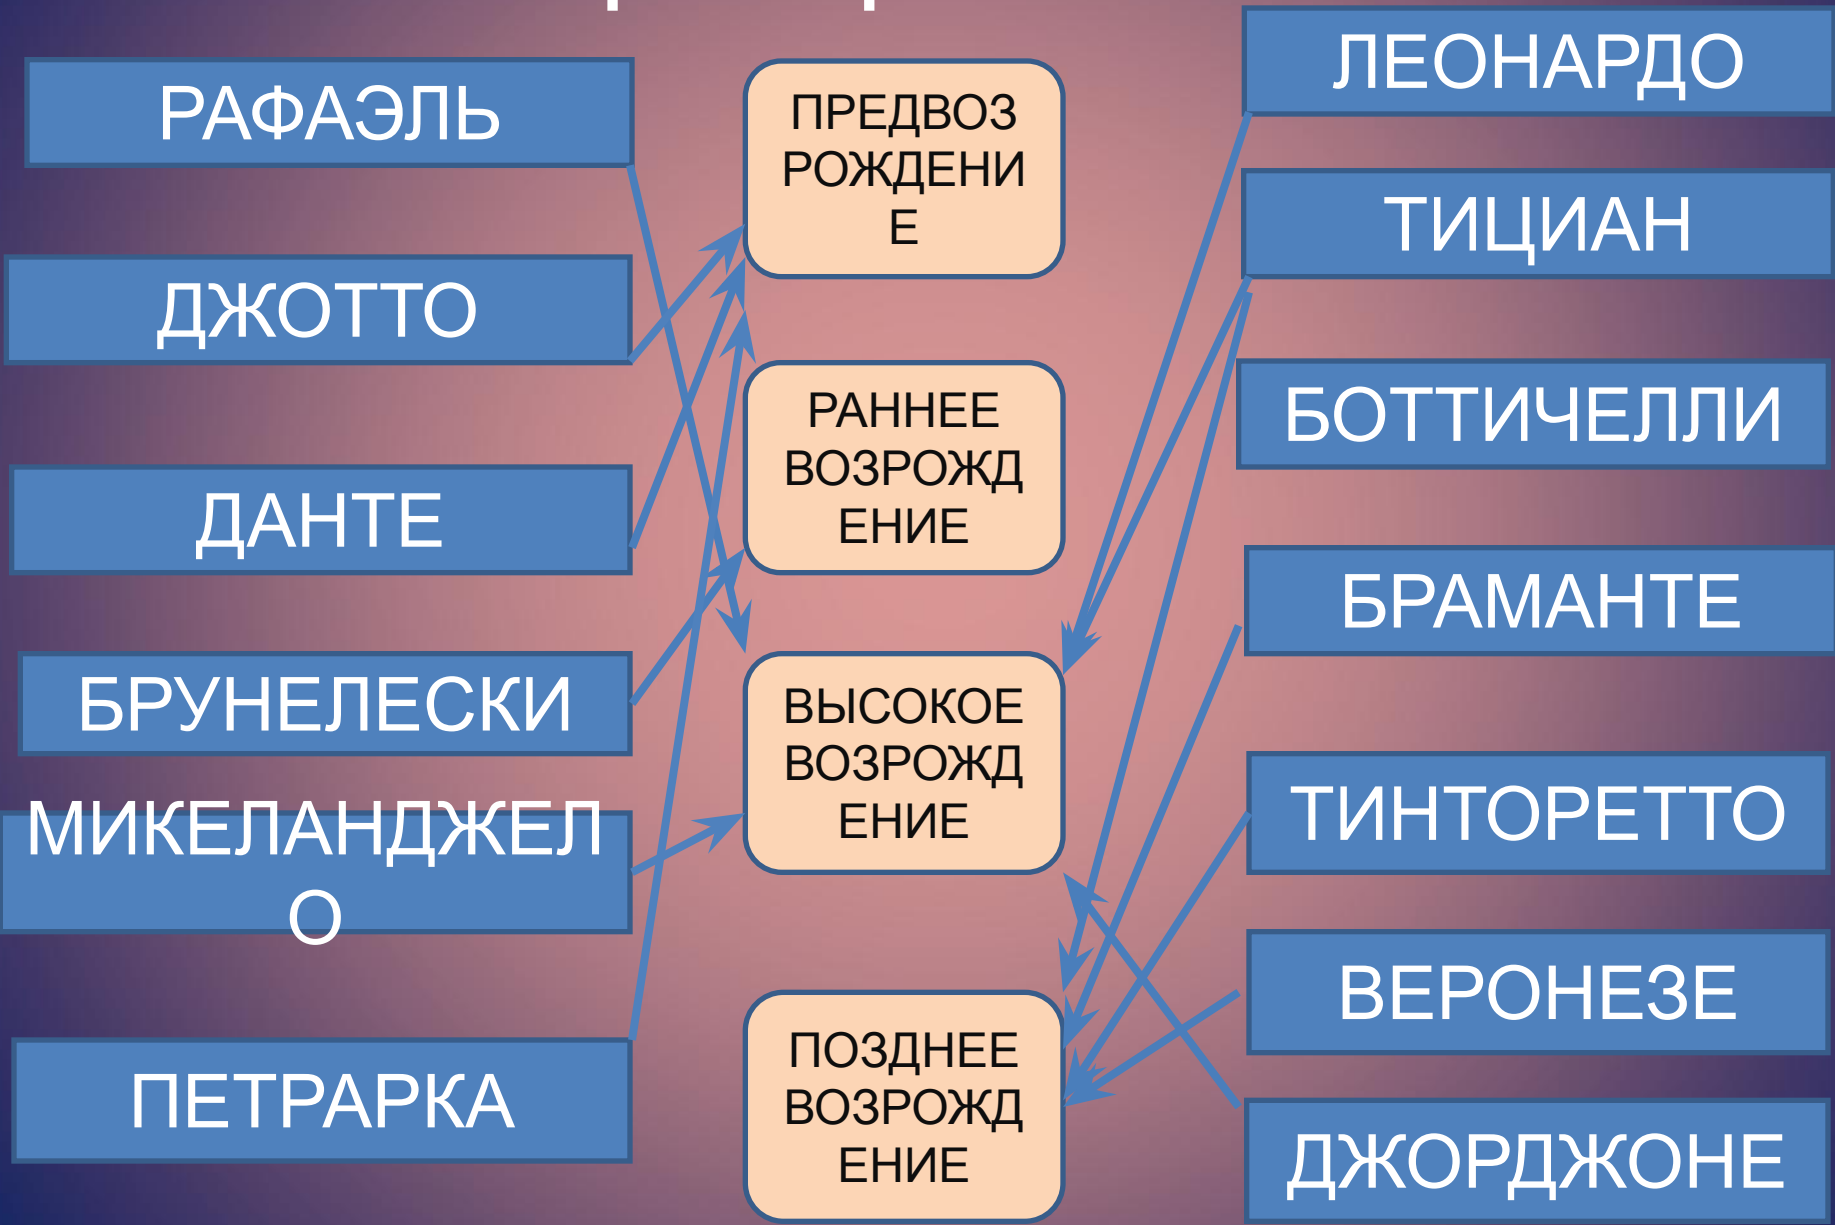 РАФАЭЛЬ
ДЖОТТО
ДАНТЕ
БРУНЕЛЕСКИ
МИКЕЛАНДЖЕЛ
О
ПЕТРАРКА
ПРЕДВОЗ
РОЖДЕНИ
Е
РАННЕЕ
ВОЗРОЖД
ЕНИЕ
ВЫСОКОЕ
ВОЗРОЖД
ЕНИЕ
ПОЗДНЕЕ
ВОЗРОЖД
ЕНИЕ
ЛЕОНАРДО
ТИЦИАН
БОТТИЧЕЛЛИ
БРАМАНТЕ
ТИНТОРЕТТО
ВЕРОНЕЗЕ
ДЖОРДЖОНЕ